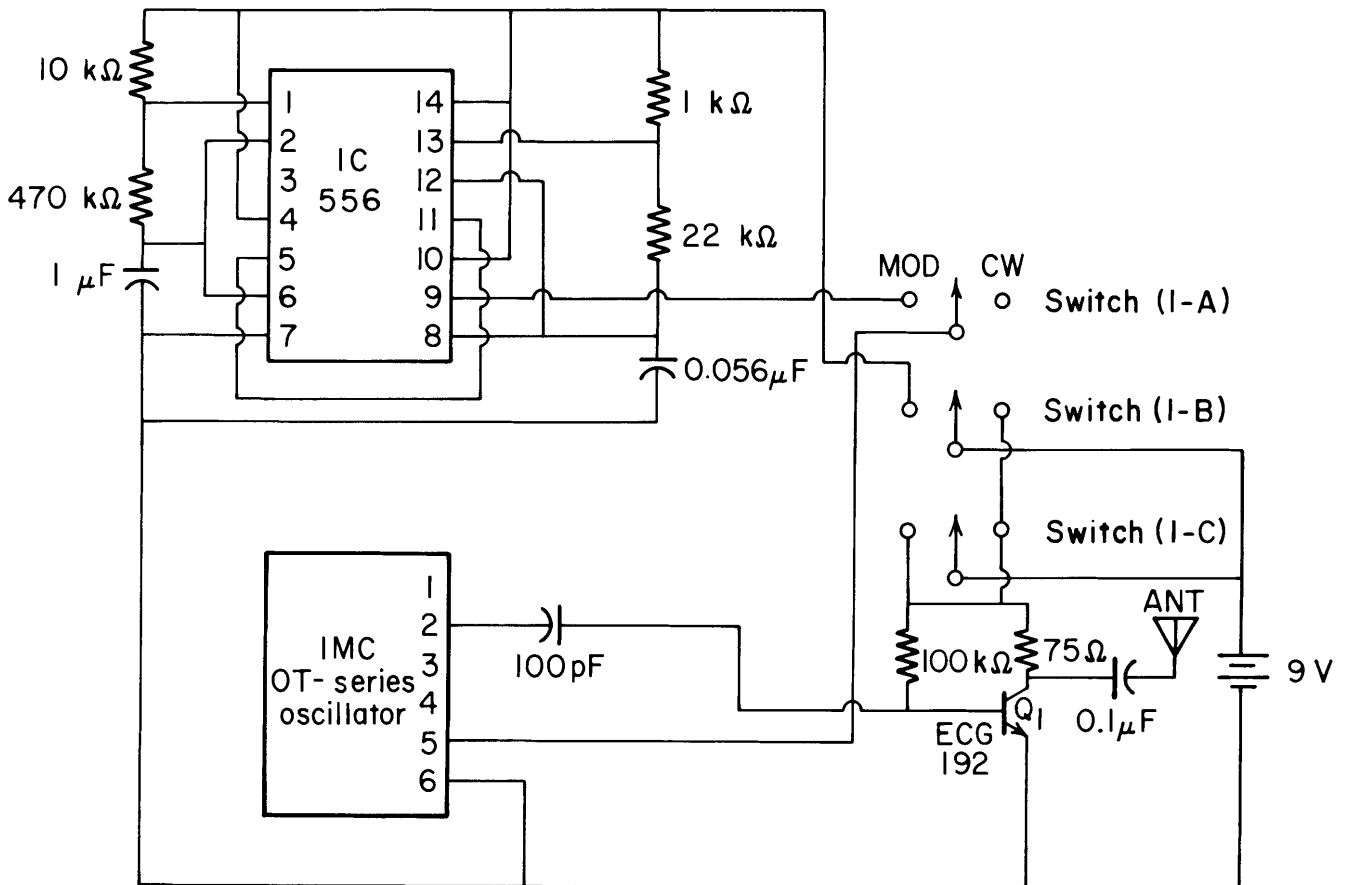 10 kΩ
470 kΩ
1 μF
IC
556
1
2
3
4
5
6
7
14
13
12
11
10
9
8
1 kΩ
22 kΩ
0.056μF
MOD
CW
Switch (1-A)
Switch (1-B)
Switch (1-C)
IMC
OT-series
oscillator
1
2
3
4
5
6
100pF
100kΩ
75Ω
ANT
9V
Q1
ECG
192
0.1μF